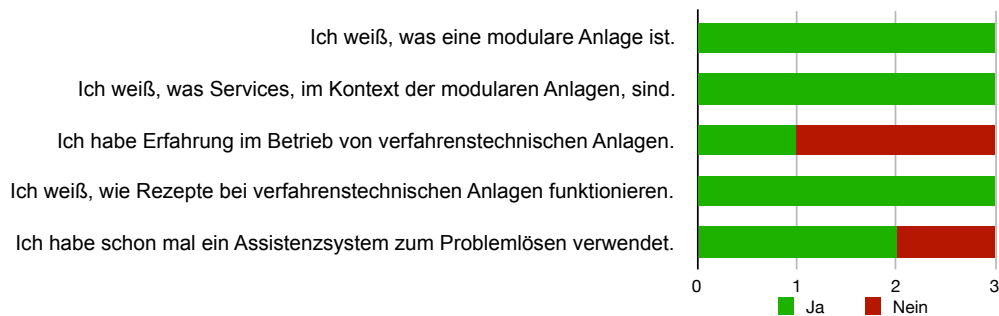 Ich weiß, was eine modulare Anlage ist.
Ich weiß, was Services, im Kontext der modularen Anlagen, sind.
Ich habe Erfahrung im Betrieb von verfahrenstechnischen Anlagen.
Ich weiß, wie Rezepte bei verfahrenstechnischen Anlagen funktionieren.
Ich habe schon mal ein Assistenzsystem zum Problemlösen verwendet.
0 1 2 3
Ja Nein